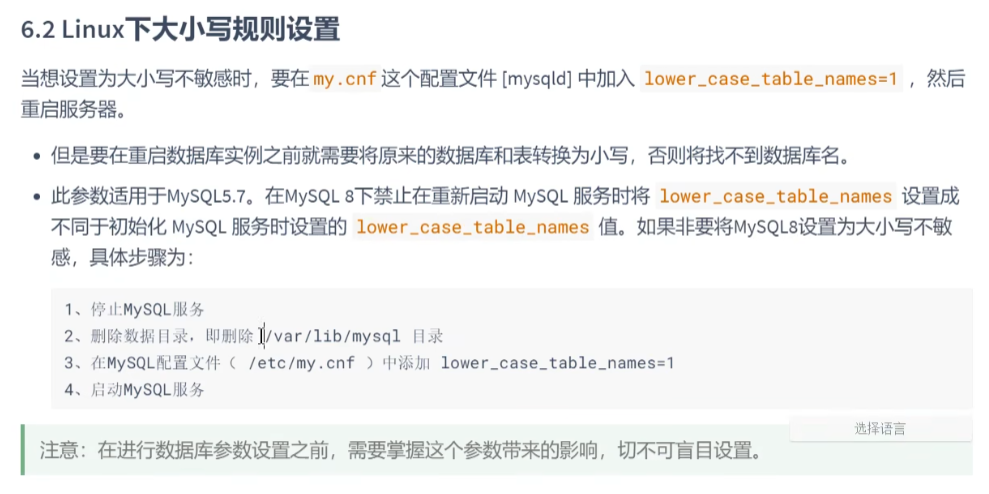 6.2 Linux下大小写规则设置
当想设置为大小写不敏感时，要在 my.cnf 这个配置文件 [mysqld] 中加入 lower_case_table_names=1 ，然后
重启服务器。
• 但是要在重启数据库实例之前就需要将原来的数据库和表转换为小写，否则将找不到数据库名。
• 此参数适用于MySQL5.7。在MySQL 8下禁止在重新启动 MySQL 服务时将 lower_case_table_names 设置成
不同于初始化 MySQL 服务时设置的 lower_case_table_names 值。如果非要将MySQL8设置为大小写不敏
感，具体步骤为：
1、停止MySQL服务
2、删除数据目录，即删除 /var/lib/mysql 目录
3、在MySQL配置文件（ /etc/my.cnf ）中添加 lower_case_table_names=1
4、启动MySQL服务
选择语言
注意：在进行数据库参数设置之前，需要掌握这个参数带来的影响，切不可盲目设置。